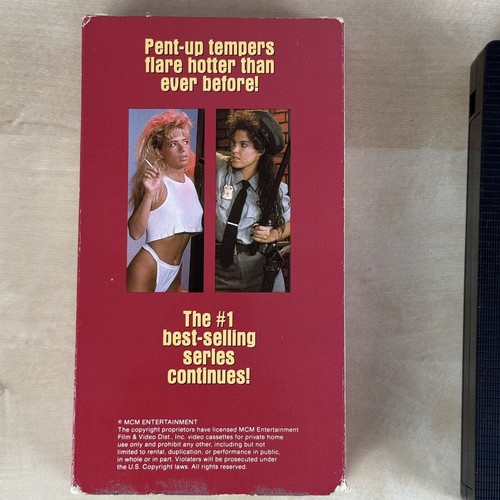 Pent-up tempers
flare hotter than
ever before!
The #1
best-selling
series
continues!
© MCM ENTERTAINMENT
The copyright proprietors have licensed MCM Entertainment
Film & Video Dist., Inc. video cassettes for private home
use only and prohibit any other, including but not
limited to rental, duplication, or performance in public,
in whole or in part. Violaters will be prosecuted under
the U.S. Copyright laws. All rights reserved.